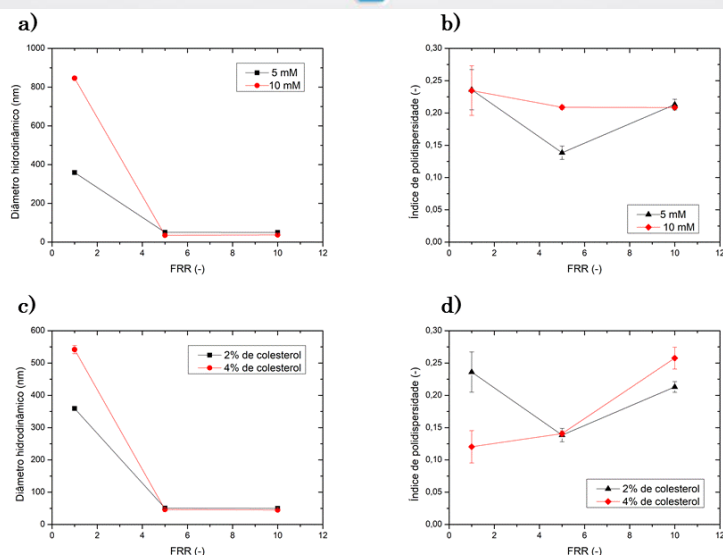 a)
1000
800
600
400
200
0
Diâmetro hidrodinâmico (nm)
5 mM
10 mM
0 2 4 6 8 10 12
FRR (-)
b)
0,30
0,25
0,20
0,15
0,10
0,05
0,00
Índice de polidispersidade (-)
5 mM
10 mM
0 2 4 6 8 10 12
FRR (-)
c)
600
500
400
300
200
100
0
Diâmetro hidrodinâmico (nm)
2% de colesterol
4% de colesterol
0 2 4 6 8 10 12
FRR (-)
d)
0,30
0,25
0,20
0,15
0,10
0,05
0,00
Índice de polidispersidade (-)
2% de colesterol
4% de colesterol
0 2 4 6 8 10 12
FRR (-)